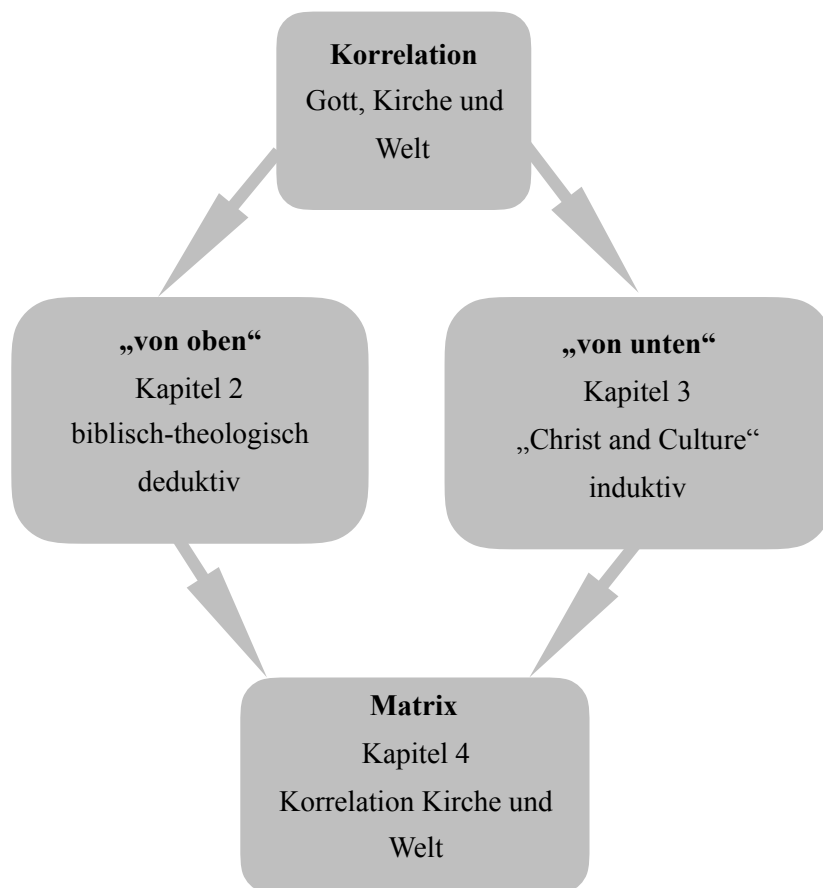 Korrelation
Gott, Kirche und
Welt
„von oben“
Kapitel 2
biblisch-theologisch
deduktiv
„von unten“
Kapitel 3
„Christ and Culture“
induktiv
Matrix
Kapitel 4
Korrelation Kirche und
Welt